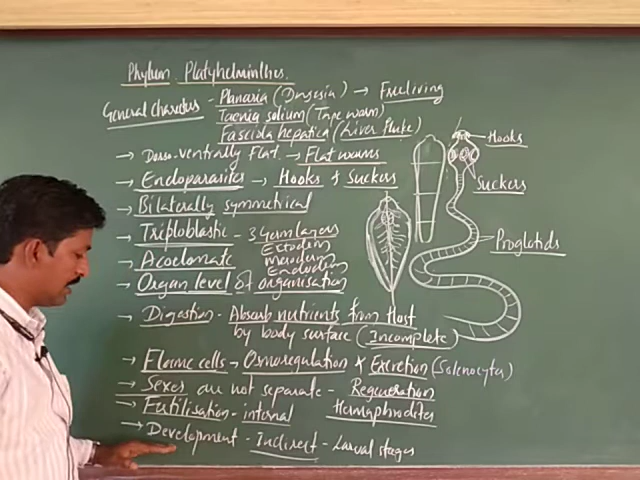 Phylum Platyhelminthes.
General characters - Planaria (Dugesia) → Freeliving
Taenia solium (Tape worm)
Fasciola hepatica (Liver fluke)
→ Dorso-ventrally flat → Flat worms
→ Endoparasites → Hooks & Suckers
→ Bilaterally symmetrical
→ Triploblastic - 3 Germ layers
Ectoderm
→ Acoelomate mesoderm
Endoderm
→ Organ level of organisation
→ Digestion - Absorb nutrients from Host
by body surface (Incomplete)
→ Flame cells → Osmoregulation & Excretion (Solenocytes)
→ Sexes are not separate - Regeneration
→ Fertilisation - internal Hemaphrodites
→ Development - Indirect - Larval stages
Hooks
Suckers
Proglotids